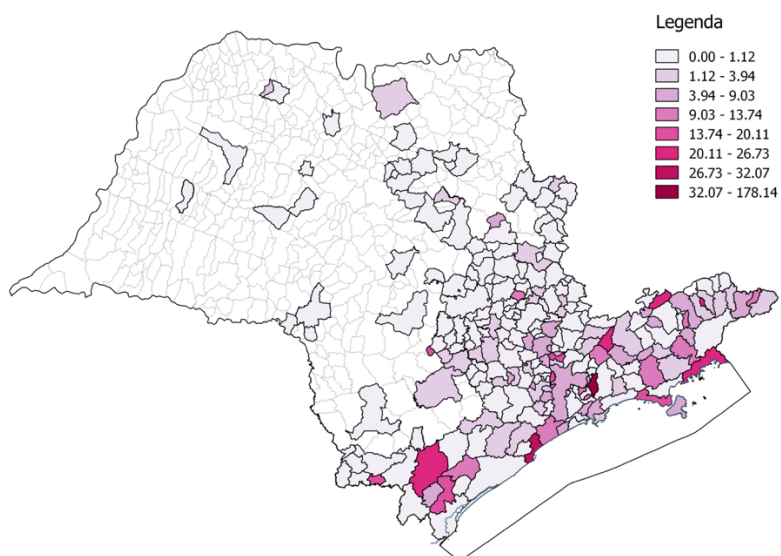 Legenda
0.00 - 1.12
1.12 - 3.94
3.94 - 9.03
9.03 - 13.74
13.74 - 20.11
20.11 - 26.73
26.73 - 32.07
32.07 - 178.14